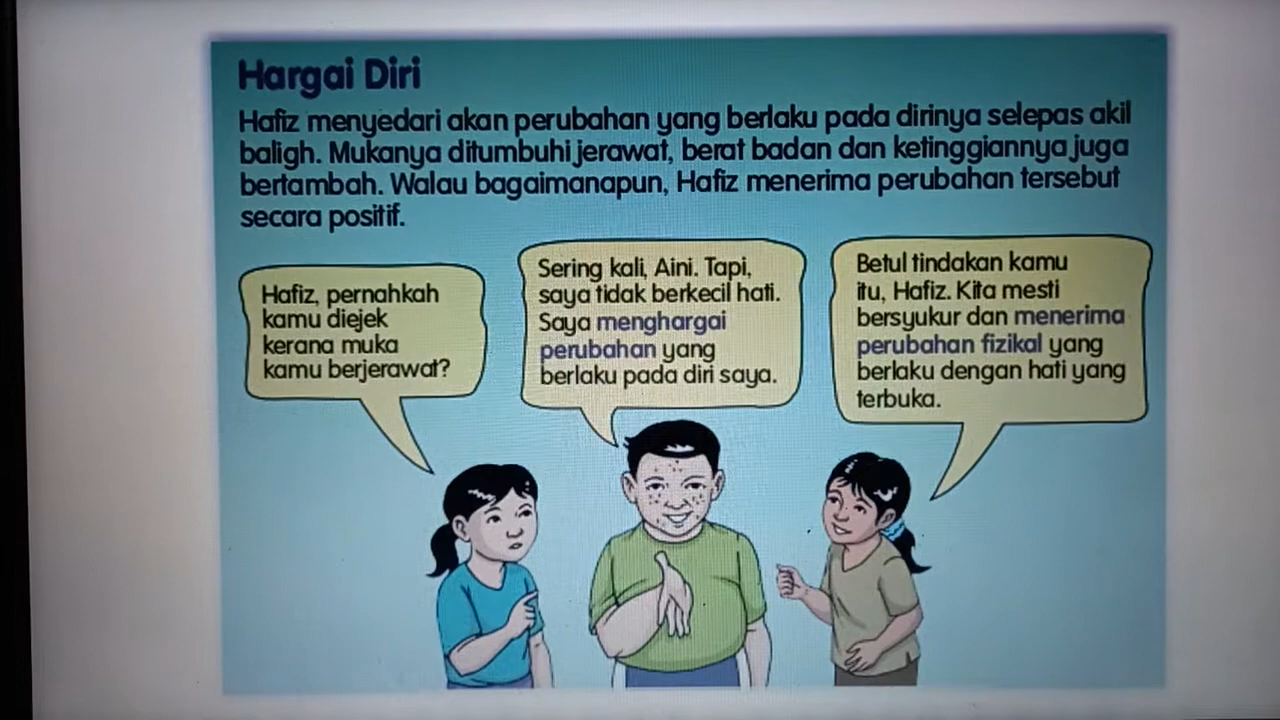 Hargai Diri
Hafiz menyedari akan perubahan yang berlaku pada dirinya selepas akil
baligh. Mukanya ditumbuhi jerawat, berat badan dan ketinggiannya juga
bertambah. Walau bagaimanapun, Hafiz menerima perubahan tersebut
secara positif.
Hafiz, pernahkah
kamu diejek
kerana muka
kamu berjerawat?
Sering kali, Aini. Tapi,
saya tidak berkecil hati.
Saya menghargai
perubahan yang
berlaku pada diri saya.
Betul tindakan kamu
itu, Hafiz. Kita mesti
bersyukur dan menerima
perubahan fizikal yang
berlaku dengan hati yang
terbuka.